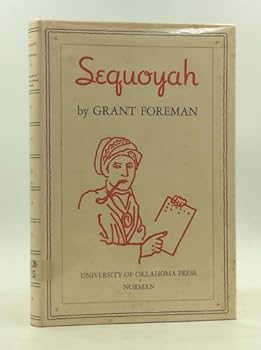 Sequoyah
by GRANT FOREMAN
UNIVERSITY OF OKLAHOMA PRESS
NORMAN